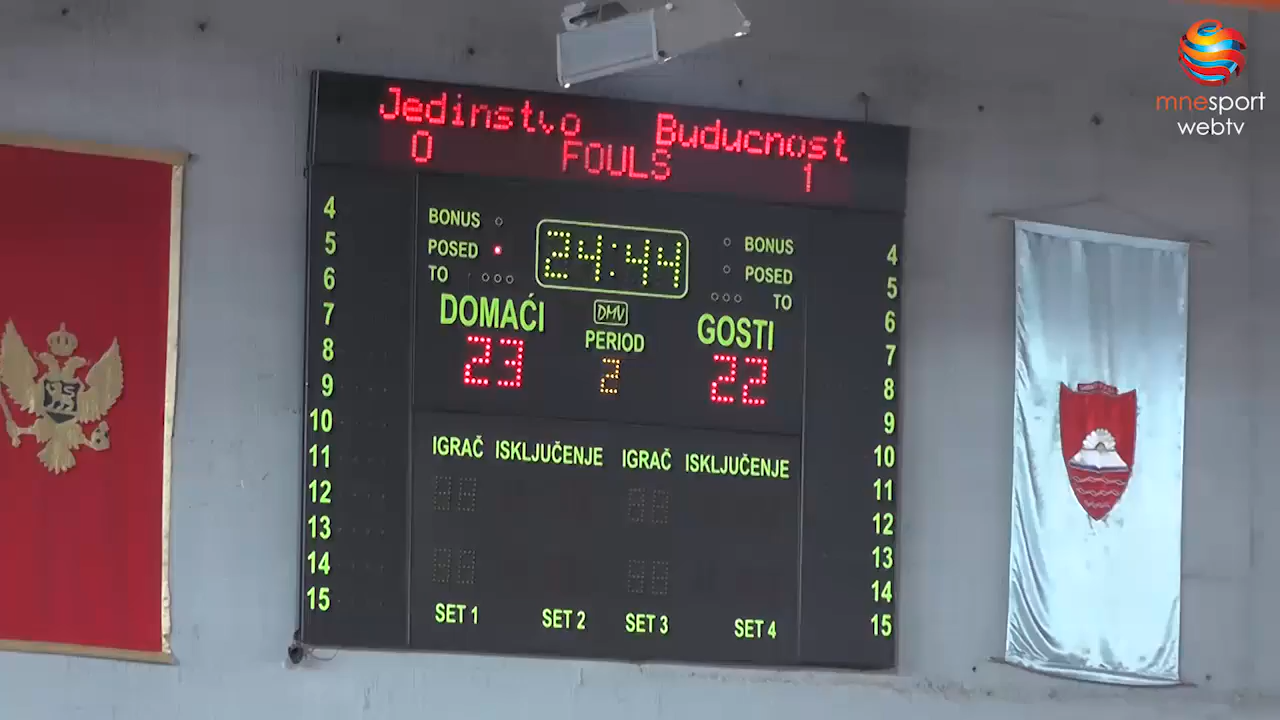 mnesport
webtv
Jedinstvo Buducnost
0 FOULS 1
BONUS BONUS
24:44
POSED POSED
TO TO
DOMAĆI DMV GOSTI
PERIOD
23 2 22
IGRAČ ISKLJUČENJE IGRAČ ISKLJUČENJE
SET 1 SET 2 SET 3 SET 4
4
5
6
7
8
9
10
11
12
13
14
15
4
5
6
7
8
9
10
11
12
13
14
15